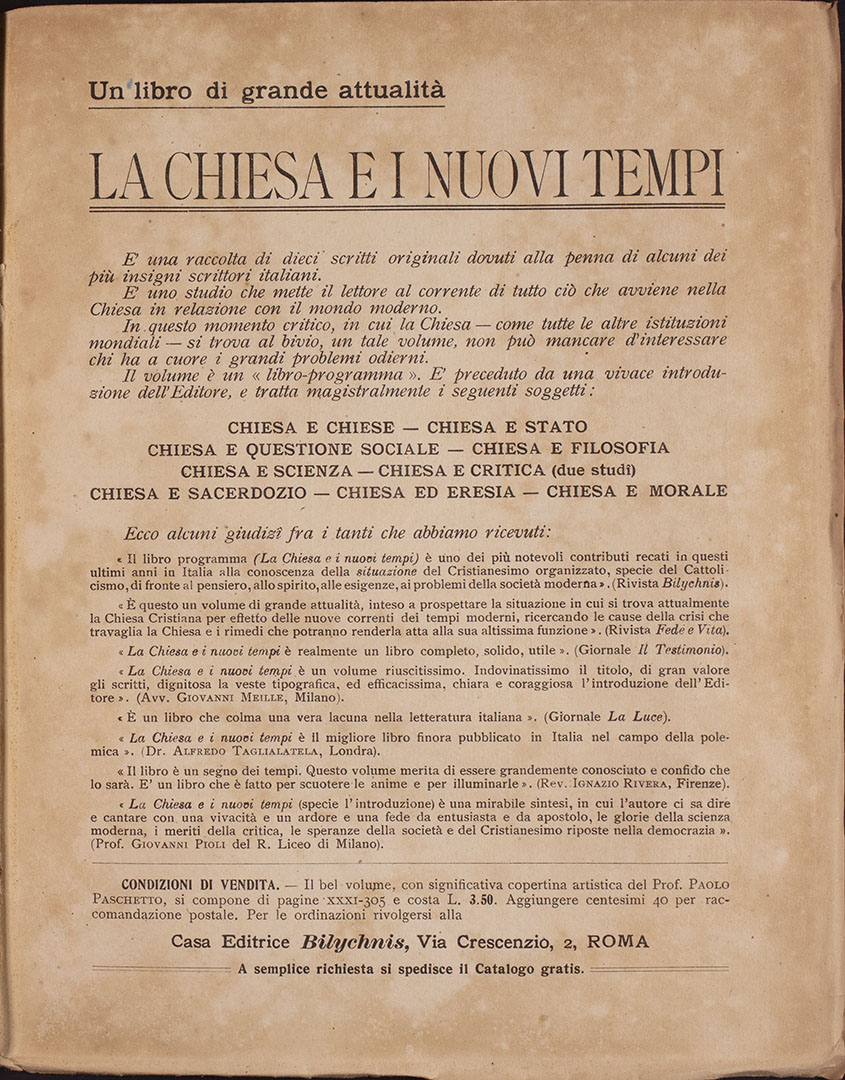 Un libro di grande attualità
LA CHIESA E I NUOVI TEMPI
E' una raccolta di dieci scritti originali dovuti alla penna di alcuni dei
più insigni scrittori italiani.
E' uno studio che mette il lettore al corrente di tutto ciò che avviene nella
Chiesa in relazione con il mondo moderno.
In questo momento critico, in cui la Chiesa — come tutte le altre istituzioni
mondiali — si trova al bivio, un tale volume, non può mancare d'interessare
chi ha a cuore i grandi problemi odierni.
Il volume è un « libro-programma ». E' preceduto da una vivace introdu-
zione dell'Editore, e tratta magistralmente i seguenti soggetti:
CHIESA E CHIESE — CHIESA E STATO
CHIESA E QUESTIONE SOCIALE — CHIESA E FILOSOFIA
CHIESA E SCIENZA — CHIESA E CRITICA (due studî)
CHIESA E SACERDOZIO — CHIESA ED ERESIA — CHIESA E MORALE
Ecco alcuni giudizî fra i tanti che abbiamo ricevuti:
« Il libro programma (La Chiesa e i nuovi tempi) è uno dei più notevoli contributi recati in questi
ultimi anni in Italia alla conoscenza della situazione del Cristianesimo organizzato, specie del Cattoli-
cismo, di fronte al pensiero, allo spirito, alle esigenze, ai problemi della società moderna ». (Rivista Bilychnis).
« È questo un volume di grande attualità, inteso a prospettare la situazione in cui si trova attualmente
la Chiesa Cristiana per effetto delle nuove correnti dei tempi moderni, ricercando le cause della crisi che
travaglia la Chiesa e i rimedi che potranno renderla atta alla sua altissima funzione ». (Rivista Fede e Vita).
« La Chiesa e i nuovi tempi è realmente un libro completo, solido, utile ». (Giornale Il Testimonio).
« La Chiesa e i nuovi tempi è un volume riuscitissimo. Indovinatissimo il titolo, di gran valore
gli scritti, dignitosa la veste tipografica, ed efficacissima, chiara e coraggiosa l'introduzione dell'Edi-
tore ». (Avv. GIOVANNI MEILLE, Milano).
« È un libro che colma una vera lacuna nella letteratura italiana ». (Giornale La Luce).
« La Chiesa e i nuovi tempi è il migliore libro finora pubblicato in Italia nel campo della pole-
mica ». (Dr. ALFREDO TAGLIALATELA, Londra).
« Il libro è un segno dei tempi. Questo volume merita di essere grandemente conosciuto e confido che
lo sarà. E' un libro che è fatto per scuotere le anime e per illuminarle ». (Rev. IGNAZIO RIVERA, Firenze).
« La Chiesa e i nuovi tempi (specie l'introduzione) è una mirabile sintesi, in cui l'autore ci sa dire
e cantare con una vivacità e un ardore e una fede da entusiasta e da apostolo, le glorie della scienza
moderna, i meriti della critica, le speranze della società e del Cristianesimo riposte nella democrazia ».
(Prof. GIOVANNI PIOLI del R. Liceo di Milano).
CONDIZIONI DI VENDITA. — Il bel volume, con significativa copertina artistica del Prof. PAOLO
PASCHETTO, si compone di pagine XXXI-305 e costa L. 3.50. Aggiungere centesimi 40 per rac-
comandazione postale. Per le ordinazioni rivolgersi alla
Casa Editrice Bilychnis, Via Crescenzio, 2, ROMA
A semplice richiesta si spedisce il Catalogo gratis.